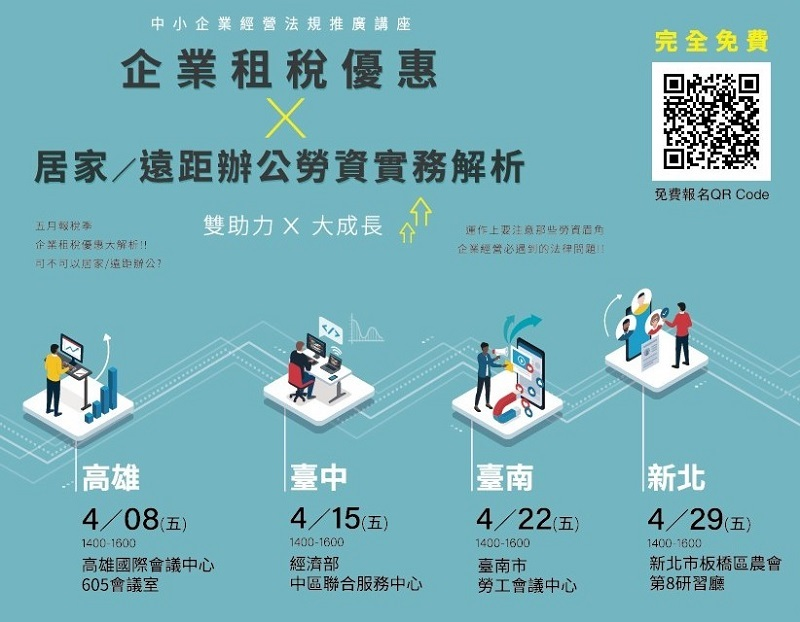 中小企業經營法規推廣講座
企業租稅優惠
X
居家/遠距辦公勞資實務解析
雙助力 X 大成長
完全免費
免費報名QR Code
五月報稅季
企業租稅優惠大解析!!
可不可以居家/遠距辦公?
運作上要注意那些勞資眉角
企業經營必遇到的法律問題!!
</>
高雄
4/08(五)
1400-1600
高雄國際會議中心
605會議室
臺中
4/15(五)
1400-1600
經濟部
中區聯合服務中心
臺南
4/22(五)
1400-1600
臺南市
勞工會議中心
新北
4/29(五)
1400-1600
新北市板橋區農會
第8研習廳